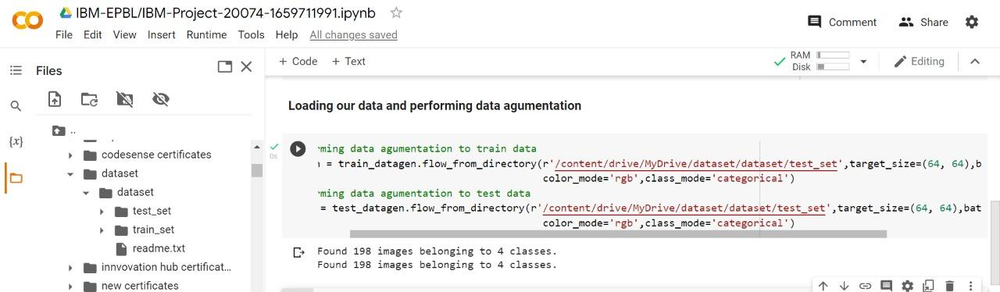 IBM-EPBL/IBM-Project-20074-1659711991.ipynb
File Edit View Insert Runtime Tools Help All changes saved
Comment Share
Files
+ Code + Text
RAM
Disk
Editing
{x}
..
codesense certificates
dataset
dataset
test_set
train_set
readme.txt
innvovation hub certificat...
new certificates
Loading our data and performing data agumentation
0s
ming data agumentation to train data
= train_datagen.flow_from_directory(r'/content/drive/MyDrive/dataset/dataset/test_set',target_size=(64, 64),b
color_mode='rgb',class_mode='categorical')
ming data agumentation to test data
= test_datagen.flow_from_directory(r'/content/drive/MyDrive/dataset/dataset/test_set',target_size=(64, 64),bat
color_mode='rgb',class_mode='categorical')
Found 198 images belonging to 4 classes.
Found 198 images belonging to 4 classes.